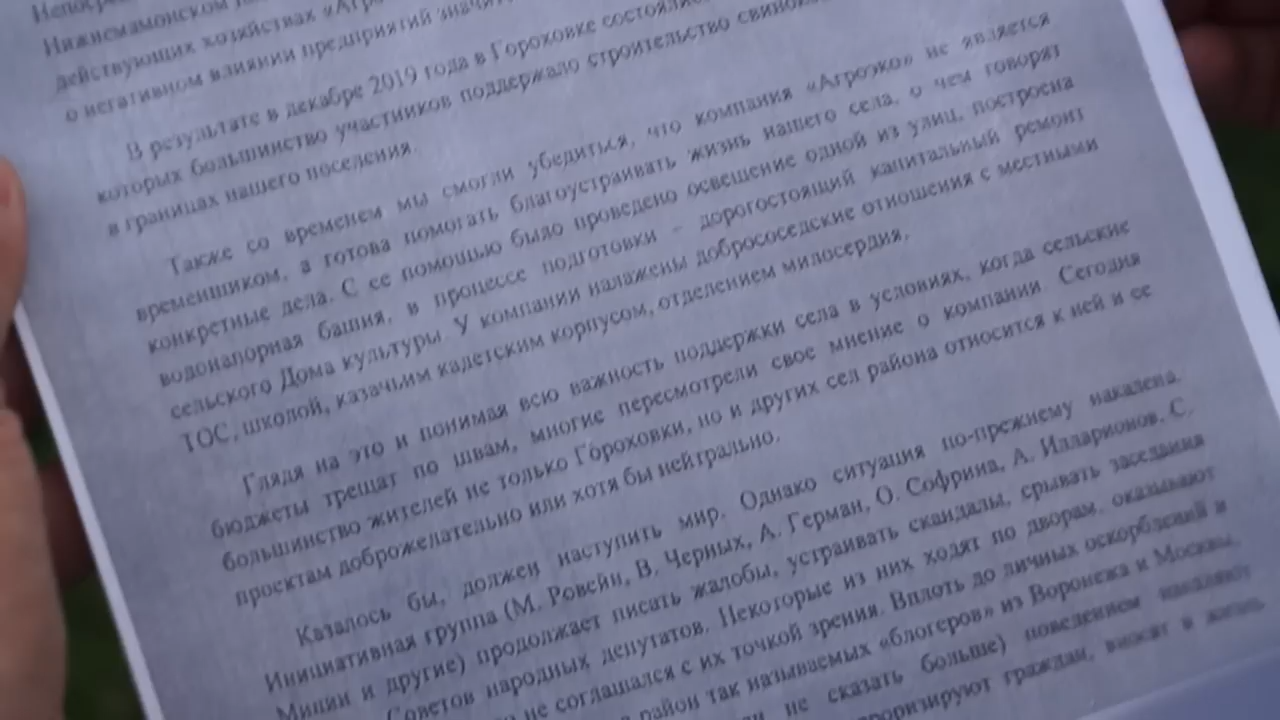 Нижнемамонском
действующих хозяйствах «Агро
о негативном влиянии предприятий
В результате в декабре 2019 года в Гороховке
которых большинство участников поддержало строительство
в границах нашего поселения.
Также со временем мы смогли убедиться, что компания «Агроэко» не является
временщиком, а готова помогать благоустраивать жизнь нашего села, о чем говорят
конкретные дела. С ее помощью было проведено освещение одной из улиц, построена
водонапорная башня, в процессе подготовки – дорогостоящий капитальный ремонт
сельского Дома культуры. У компании налажены добрососедские отношения с местными
ТОС, школой, казачьим кадетским корпусом, отделением милосердия.
Глядя на это и понимая всю важность поддержки села в условиях, когда сельские
бюджеты трещат по швам, многие пересмотрели свое мнение о компании. Сегодня
большинство жителей не только Гороховки, но и других сел района относится к ней и ее
проектам доброжелательно или хотя бы нейтрально.
Казалось бы, должен наступить мир. Однако ситуация по-прежнему накалена.
Инициативная группа (М. Ровейн, В. Черных, А. Герман, О. Софрина, А. Илларионов, С.
Минин и другие) продолжает писать жалобы, устраивать скандалы, срывать заседания
Советов народных депутатов. Некоторые из них ходят по дворам, оказывают
не соглашался с их точкой зрения. Вплоть до личных оскорблений и
район так называемых «блогеров» из Воронежа и Москвы,
не сказать больше) поведением накаляют
граждан, вносят в жизнь